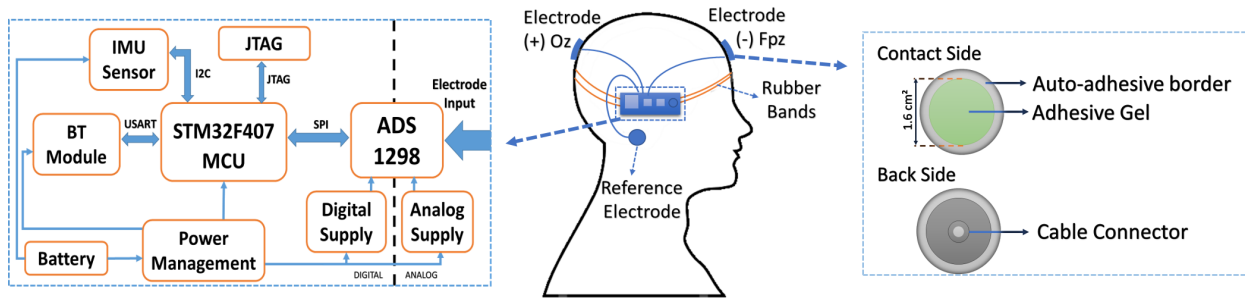 IMU
Sensor
I2C
JTAG
JTAG
Electrode
Input
BT
Module
USART
STM32F407
MCU
SPI
ADS
1298
Digital
Supply
Analog
Supply
Battery
Power
Management
DIGITAL
ANALOG
Electrode
(+) Oz
Electrode
(-) Fpz
Rubber
Bands
Reference
Electrode
Contact Side
1.6 cm²
Auto-adhesive border
Adhesive Gel
Back Side
Cable Connector